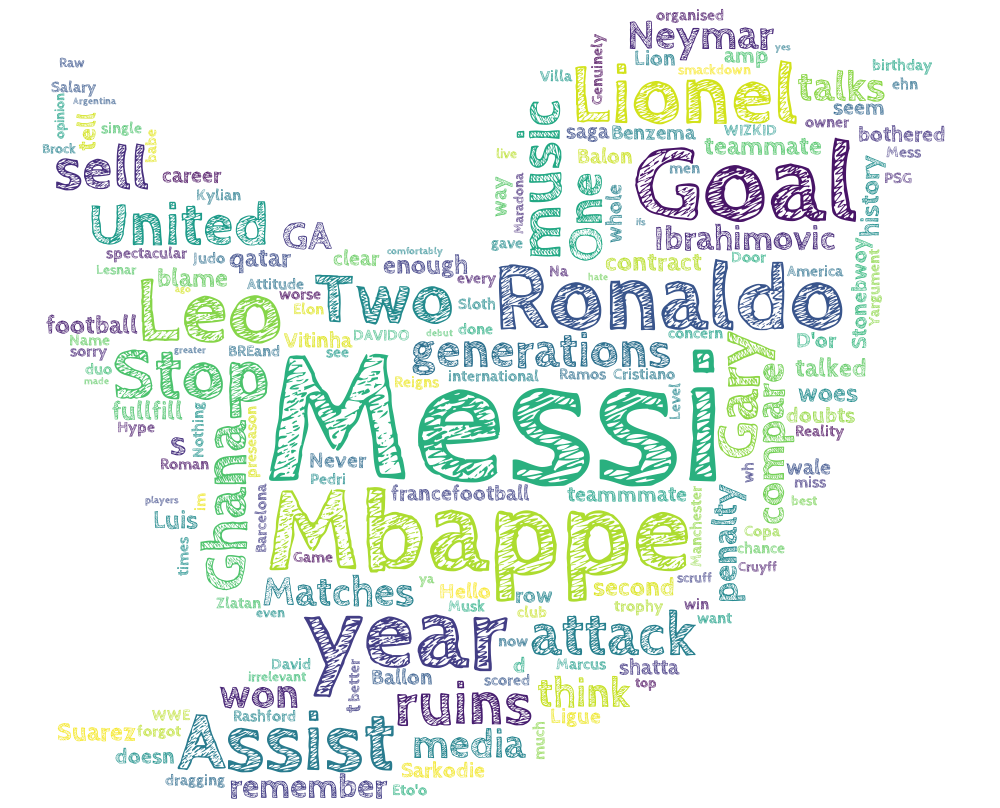 organised
Neymar
yes
Genuinely
Lion
amp
Raw
Villa
smackdown
birthday
Lionel
talks
ehn
Salary
Argentina
seem
opinion
tell
single
music
saga
Benzema
WIZKID
owner
bothered
Brock
babe
sell
live
Balon
teammate
Mess
career
men
Goal
PSG
Kylian
way
Maradona
One
whole
history
United
GA
ifs
Ibrahimovic
gave
spectacular
Judo
qatar
clear
comfortably
enough
contract
Door
Stonebwoy
Lesnar
blame
Attitude
every
Na
hate
America
Yargument
ago
Leo
worse
Elon
Two
Sloth
Ronaldo
football
Name
Vitinha
DAVIDO
debut
done
concern
D'or
sorry
greater
BREand
see
generations
Gary
duo
made
Stop
Reigns
international
Ramos
Cristiano
talked
fullfill
Messi
Level
compare
woes
doubts
Hype
Nothing
Ghana
preseason
Reality
s
Roman
Never
Pedri
wh
wale
miss
players
im
Barcelona
francefootball
teammmate
Manchester
penalty
best
Luis
Mbappe
Copa
times
Game
chance
Cruyff
Matches
ya
Hello
row
second
scruff
Zlatan
even
Musk
club
trophy
win
want
year
now
attack
David
irrelevant
t
better
Ballon
scored
d
Marcus
shatta
won
ruins
think
top
WWE
Rashford
Ligue
Suarez
forgot
Assist
media
much
doesn
Sarkodie
dragging
remember
Eto'o